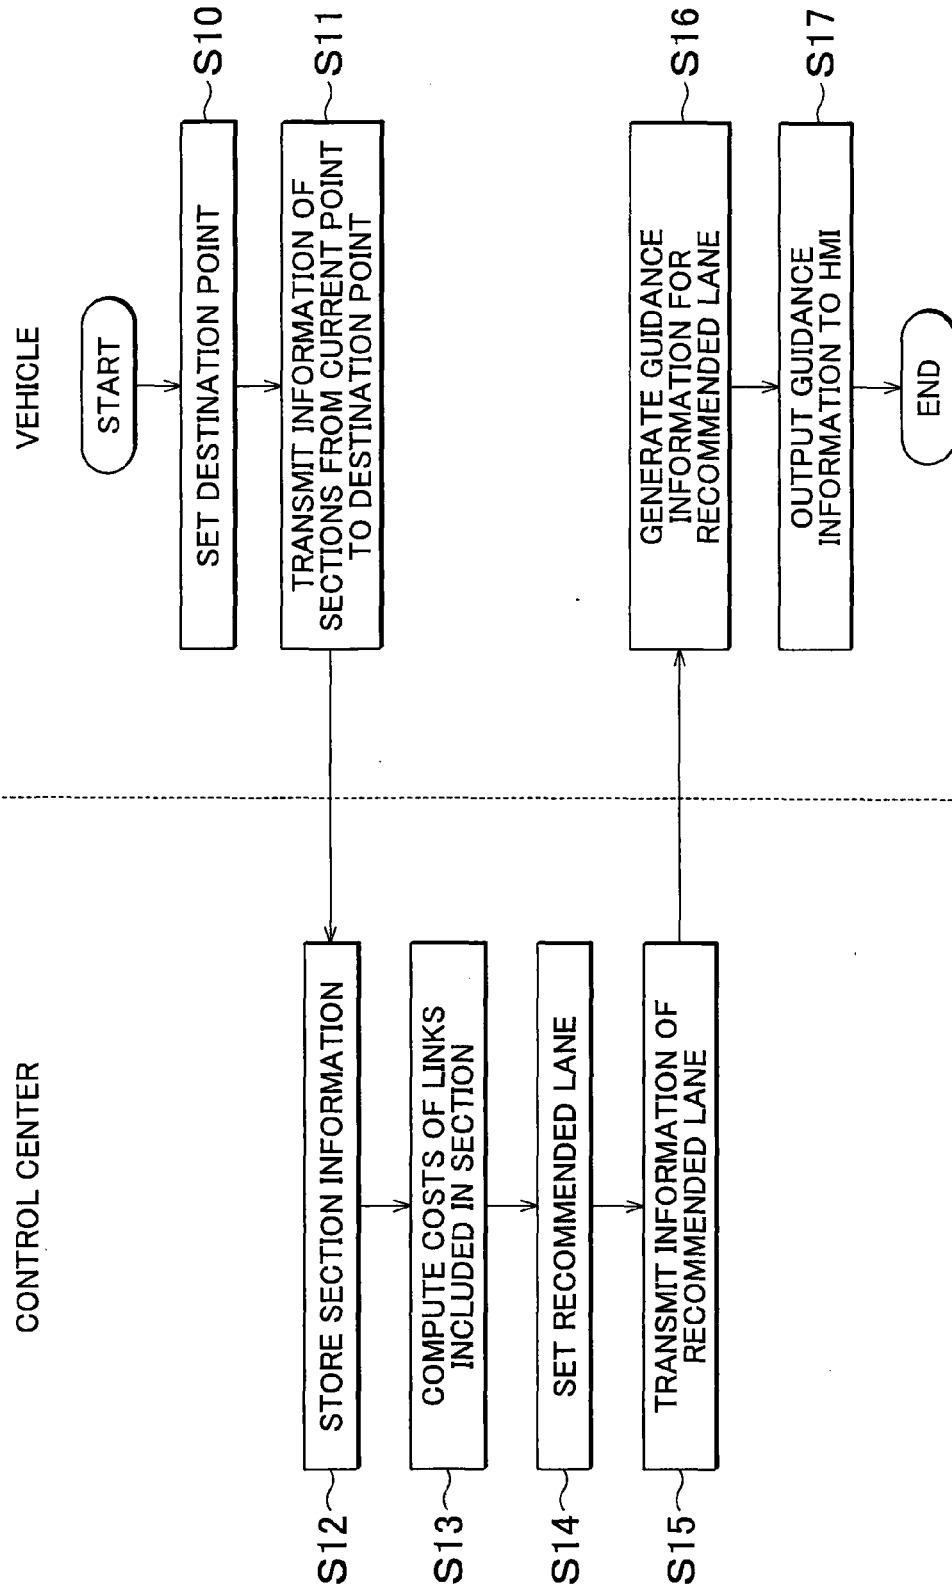 CONTROL CENTER
VEHICLE
START
SET DESTINATION POINT
S10
TRANSMIT INFORMATION OF
SECTIONS FROM CURRENT POINT
TO DESTINATION POINT
S11
S12
STORE SECTION INFORMATION
S13
COMPUTE COSTS OF LINKS
INCLUDED IN SECTION
S14
SET RECOMMENDED LANE
S15
TRANSMIT INFORMATION OF
RECOMMENDED LANE
GENERATE GUIDANCE
INFORMATION FOR
RECOMMENDED LANE
S16
OUTPUT GUIDANCE
INFORMATION TO HMI
S17
END